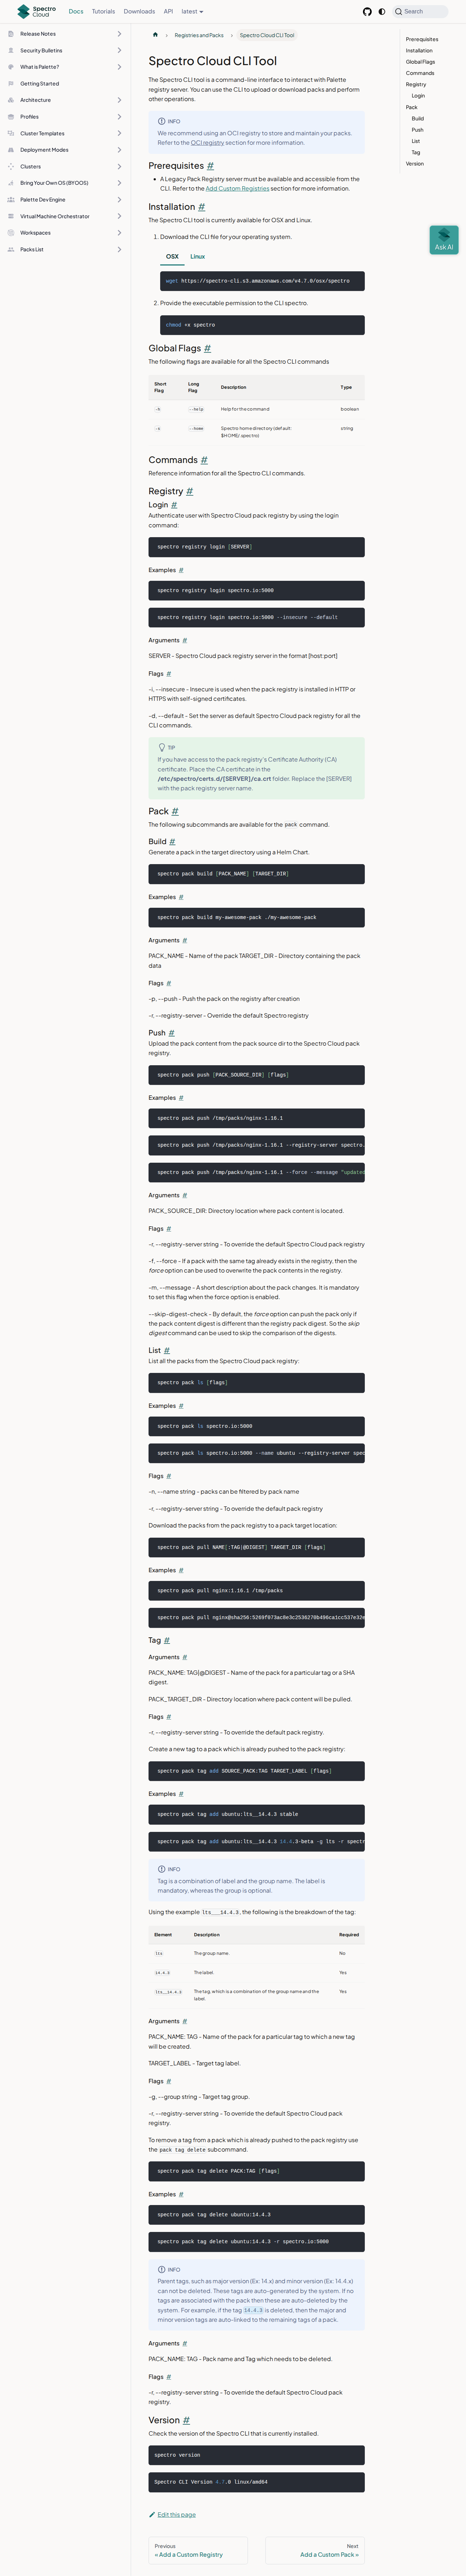 Spectro Cloud
Docs
Tutorials
Downloads
API
latest
Search
Release Notes
Security Bulletins
What is Palette?
Getting Started
Architecture
Profiles
Cluster Templates
Deployment Modes
Clusters
Bring Your Own OS (BYOOS)
Palette Dev Engine
Virtual Machine Orchestrator
Workspaces
Packs List
Registries and Packs
Spectro Cloud CLI Tool
Spectro Cloud CLI Tool
The Spectro CLI tool is a command-line interface to interact with Palette
registry server. You can use the CLI to upload or download packs and perform
other operations.
INFO
We recommend using an OCI registry to store and maintain your packs.
Refer to the OCI registry section for more information.
Prerequisites #
A Legacy Pack Registry server must be available and accessible from the
CLI. Refer to the Add Custom Registries section for more information.
Installation #
The Spectro CLI tool is currently available for OSX and Linux.
1. Download the CLI file for your operating system.
OSX
Linux
wget https://spectro-cli.s3.amazonaws.com/v4.7.0/osx/spectro
2. Provide the executable permission to the CLI spectro.
chmod +x spectro
Global Flags #
The following flags are available for all the Spectro CLI commands
Short Flag
Long Flag
Description
Type
-h
--help
Help for the command
boolean
--home
Spectro home directory (default: $HOME/.spectro)
string
Commands #
Reference information for all the Spectro CLI commands.
Registry #
Login #
Authenticate user with Spectro Cloud pack registry by using the login
command:
spectro registry login [SERVER]
Examples #
spectro registry login spectro.io:5000
spectro registry login spectro.io:5000 --insecure --default
Arguments #
SERVER - Spectro Cloud pack registry server in the format [host:port]
Flags #
-i, --insecure - Insecure is used when the pack registry is installed in HTTP or
HTTPS with self-signed certificates.
-d, --default - Set the server as default Spectro Cloud pack registry for all the
CLI commands.
TIP
If you have access to the pack registry's Certificate Authority (CA)
certificate. Place the CA certificate in the
/etc/spectro/certs.d/[SERVER]/ca.crt folder. Replace the [SERVER]
with the pack registry server name.
Pack #
The following subcommands are available for the pack command.
Build #
Generate a pack in the target directory using a Helm Chart.
spectro pack build [PACK_NAME] [TARGET_DIR]
Examples #
spectro pack build my-awesome-pack ./my-awesome-pack
Arguments #
PACK_NAME - Name of the pack TARGET_DIR - Directory containing the pack
data
Flags #
-p, --push - Push the pack on the registry after creation
-r, --registry-server - Override the default Spectro registry
Push #
Upload the pack content from the pack source dir to the Spectro Cloud pack
registry.
spectro pack push [PACK_SOURCE_DIR] [flags]
Examples #
spectro pack push /tmp/packs/nginx-1.16.1
spectro pack push /tmp/packs/nginx-1.16.1 --registry-server spectro.
spectro pack push /tmp/packs/nginx-1.16.1 --force --message "updated
Arguments #
PACK_SOURCE_DIR: Directory location where pack content is located.
Flags #
-r, --registry-server string - To override the default Spectro Cloud pack registry
-f, --force - If a pack with the same tag already exists in the registry, then the
force option can be used to overwrite the pack contents in the registry.
-m, --message - A short description about the pack changes. It is mandatory
to set this flag when the force option is enabled.
--skip-digest-check - By default, the force option can push the pack only if
the pack content digest is different than the registry pack digest. So the skip
digest command can be used to skip the comparison of the digests.
List #
List all the packs from the Spectro Cloud pack registry:
spectro pack ls [flags]
Examples #
spectro pack ls spectro.io:5000
spectro pack ls spectro.io:5000 --name ubuntu --registry-server spec
Flags #
-n, --name string - packs can be filtered by pack name
-r, --registry-server string - To override the default pack registry
Download the packs from the pack registry to a pack target location:
spectro pack pull NAME[:TAG|@DIGEST] TARGET_DIR [flags]
Examples #
spectro pack pull nginx:1.16.1 /tmp/packs
spectro pack pull nginx@sha256:5269f073ac8e3c2536270b496ca1cc537e32e
Tag #
Arguments #
PACK_NAME: TAG|@DIGEST - Name of the pack for a particular tag or a SHA
digest.
PACK_TARGET_DIR - Directory location where pack content will be pulled.
Flags #
-r, --registry-server string - To override the default pack registry.
Create a new tag to a pack which is already pushed to the pack registry:
spectro pack tag add SOURCE_PACK:TAG TARGET_LABEL [flags]
Examples #
spectro pack tag add ubuntu:lts__14.4.3 stable
spectro pack tag add ubuntu:lts__14.4.3 14.4.3-beta -g lts -r spectr
INFO
Tag is a combination of label and the group name. The label is
mandatory, whereas the group is optional.
Using the example lts___14.4.3, the following is the breakdown of the tag:
Element
Description
Required
lts
The group name.
No
14.4.3
The label.
Yes
lts__14.4.3
The tag, which is a combination of the group name and the label.
Yes
Arguments #
PACK_NAME: TAG - Name of the pack for a particular tag to which a new tag
will be created.
TARGET_LABEL - Target tag label.
Flags #
-g, --group string - Target tag group.
-r, --registry-server string - To override the default Spectro Cloud pack
registry.
To remove a tag from a pack which is already pushed to the pack registry use
the pack tag delete subcommand.
spectro pack tag delete PACK:TAG [flags]
Examples #
spectro pack tag delete ubuntu:14.4.3
spectro pack tag delete ubuntu:14.4.3 -r spectro.io:5000
INFO
Parent tags, such as major version (Ex: 14.x) and minor version (Ex: 14.4.x)
can not be deleted. These tags are auto-generated by the system. If no
tags are associated with the pack then these are auto-deleted by the
system. For example, if the tag 14.4.3 is deleted, then the major and
minor version tags are auto-linked to the remaining tags of a pack.
Arguments #
PACK_NAME: TAG - Pack name and Tag which needs to be deleted.
Flags #
-r, --registry-server string - To override the default Spectro Cloud pack
registry.
Version #
Check the version of the Spectro CLI that is currently installed.
spectro version
Spectro CLI Version 4.7.0 linux/amd64
Edit this page
Previous
« Add a Custom Registry
Next
Add a Custom Pack »
Prerequisites
Installation
Global Flags
Commands
Registry
Login
Pack
Build
Push
List
Tag
Version
Ask AI